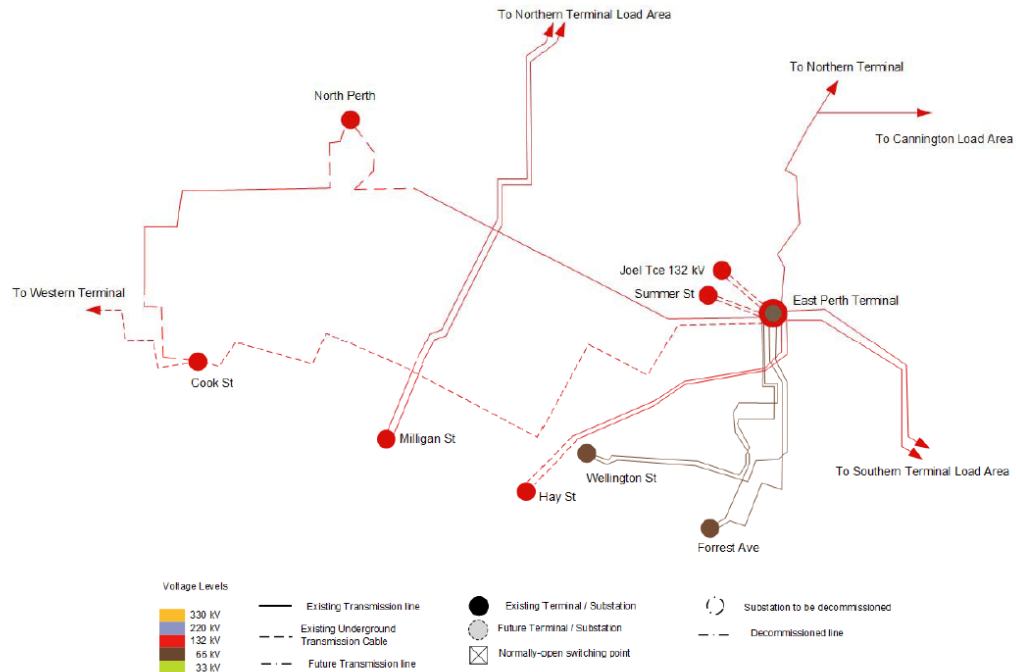 To Northern Terminal Load Area
To Northern Terminal
North Perth
To Cannington Load Area
Joel Tce 132 kV
To Western Terminal
Summer St
East Perth Terminal
Cook St
Milligan St
To Southern Terminal Load Area
Wellington St
Hay St
Forrest Ave
Voltage Levels
330 kV
220 kV
132 kV
66 kV
33 kV
Existing Transmission line
Existing Underground
Transmission Cable
Future Transmission line
Existing Terminal / Substation
Future Terminal / Substation
Normally-open switching point
Substation to be decommissioned
Decommissioned line